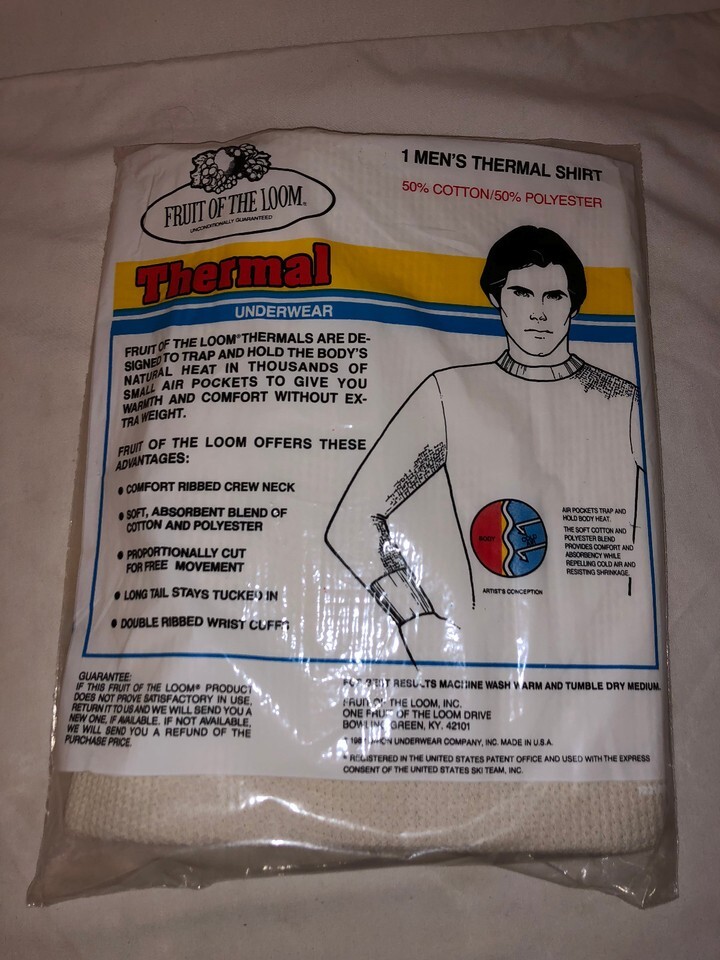 FRUIT OF THE LOOM®
UNCONDITIONALLY GUARANTEED
1 MEN'S THERMAL SHIRT
50% COTTON/50% POLYESTER
Thermal
UNDERWEAR
FRUIT OF THE LOOM® THERMALS ARE DE-
SIGNED TO TRAP AND HOLD THE BODY'S
NATURAL HEAT IN THOUSANDS OF
SMALL AIR POCKETS TO GIVE YOU
WARMTH AND COMFORT WITHOUT EX-
TRA WEIGHT.
FRUIT OF THE LOOM OFFERS THESE
ADVANTAGES:
• COMFORT RIBBED CREW NECK
• SOFT, ABSORBENT BLEND OF
COTTON AND POLYESTER
• PROPORTIONALLY CUT
FOR FREE MOVEMENT
• LONG TAIL STAYS TUCKED IN
• DOUBLE RIBBED WRIST CUFFS
BODY
ARTIST'S CONCEPTION
AIR POCKETS TRAP AND
HOLD BODY HEAT.
THE SOFT COTTON AND
POLYESTER BLEND
PROVIDES COMFORT AND
ABSORBENCY WHILE
REPELLING COLD AIR AND
RESISTING SHRINKAGE.
GUARANTEE:
IF THIS FRUIT OF THE LOOM® PRODUCT
DOES NOT PROVE SATISFACTORY IN USE,
RETURN IT TO US AND WE WILL SEND YOU A
NEW ONE, IF AVAILABLE. IF NOT AVAILABLE,
WE WILL SEND YOU A REFUND OF THE
PURCHASE PRICE.
FOR BEST RESULTS MACHINE WASH WARM AND TUMBLE DRY MEDIUM.
FRUIT OF THE LOOM, INC.
ONE FRUIT OF THE LOOM DRIVE
BOWLING GREEN, KY. 42101
UNION UNDERWEAR COMPANY, INC. MADE IN U.S.A.
REGISTERED IN THE UNITED STATES PATENT OFFICE AND USED WITH THE EXPRESS
CONSENT OF THE UNITED STATES SKI TEAM, INC.